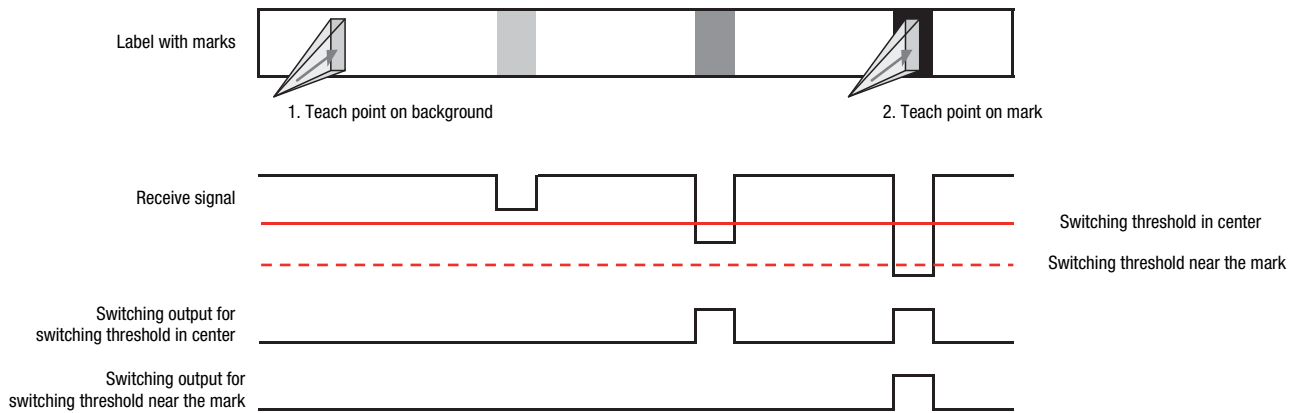 Label with marks
1. Teach point on background
2. Teach point on mark
Receive signal
Switching threshold in center
Switching threshold near the mark
Switching output for
switching threshold in center
Switching output for
switching threshold near the mark